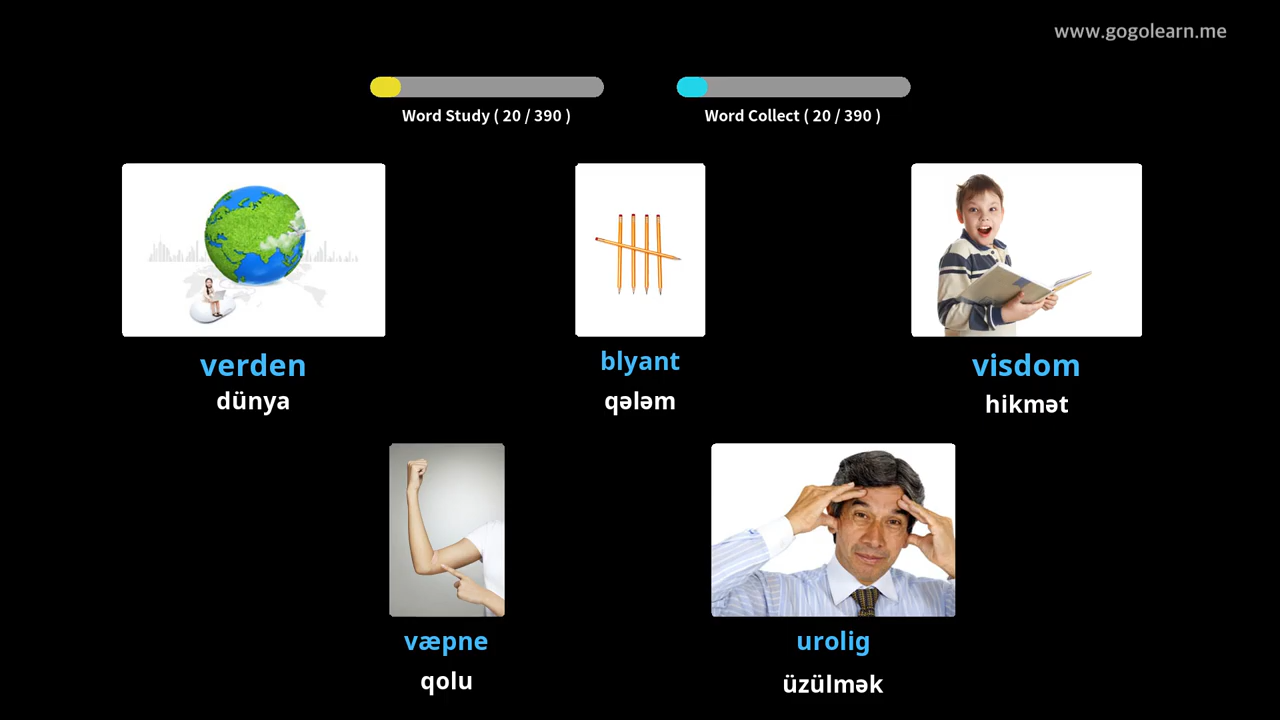 www.gogolearn.me
Word Study ( 20 / 390 )
Word Collect ( 20 / 390 )
verden
dünya
blyant
qələm
visdom
hikmət
væpne
qolu
urolig
üzülmək